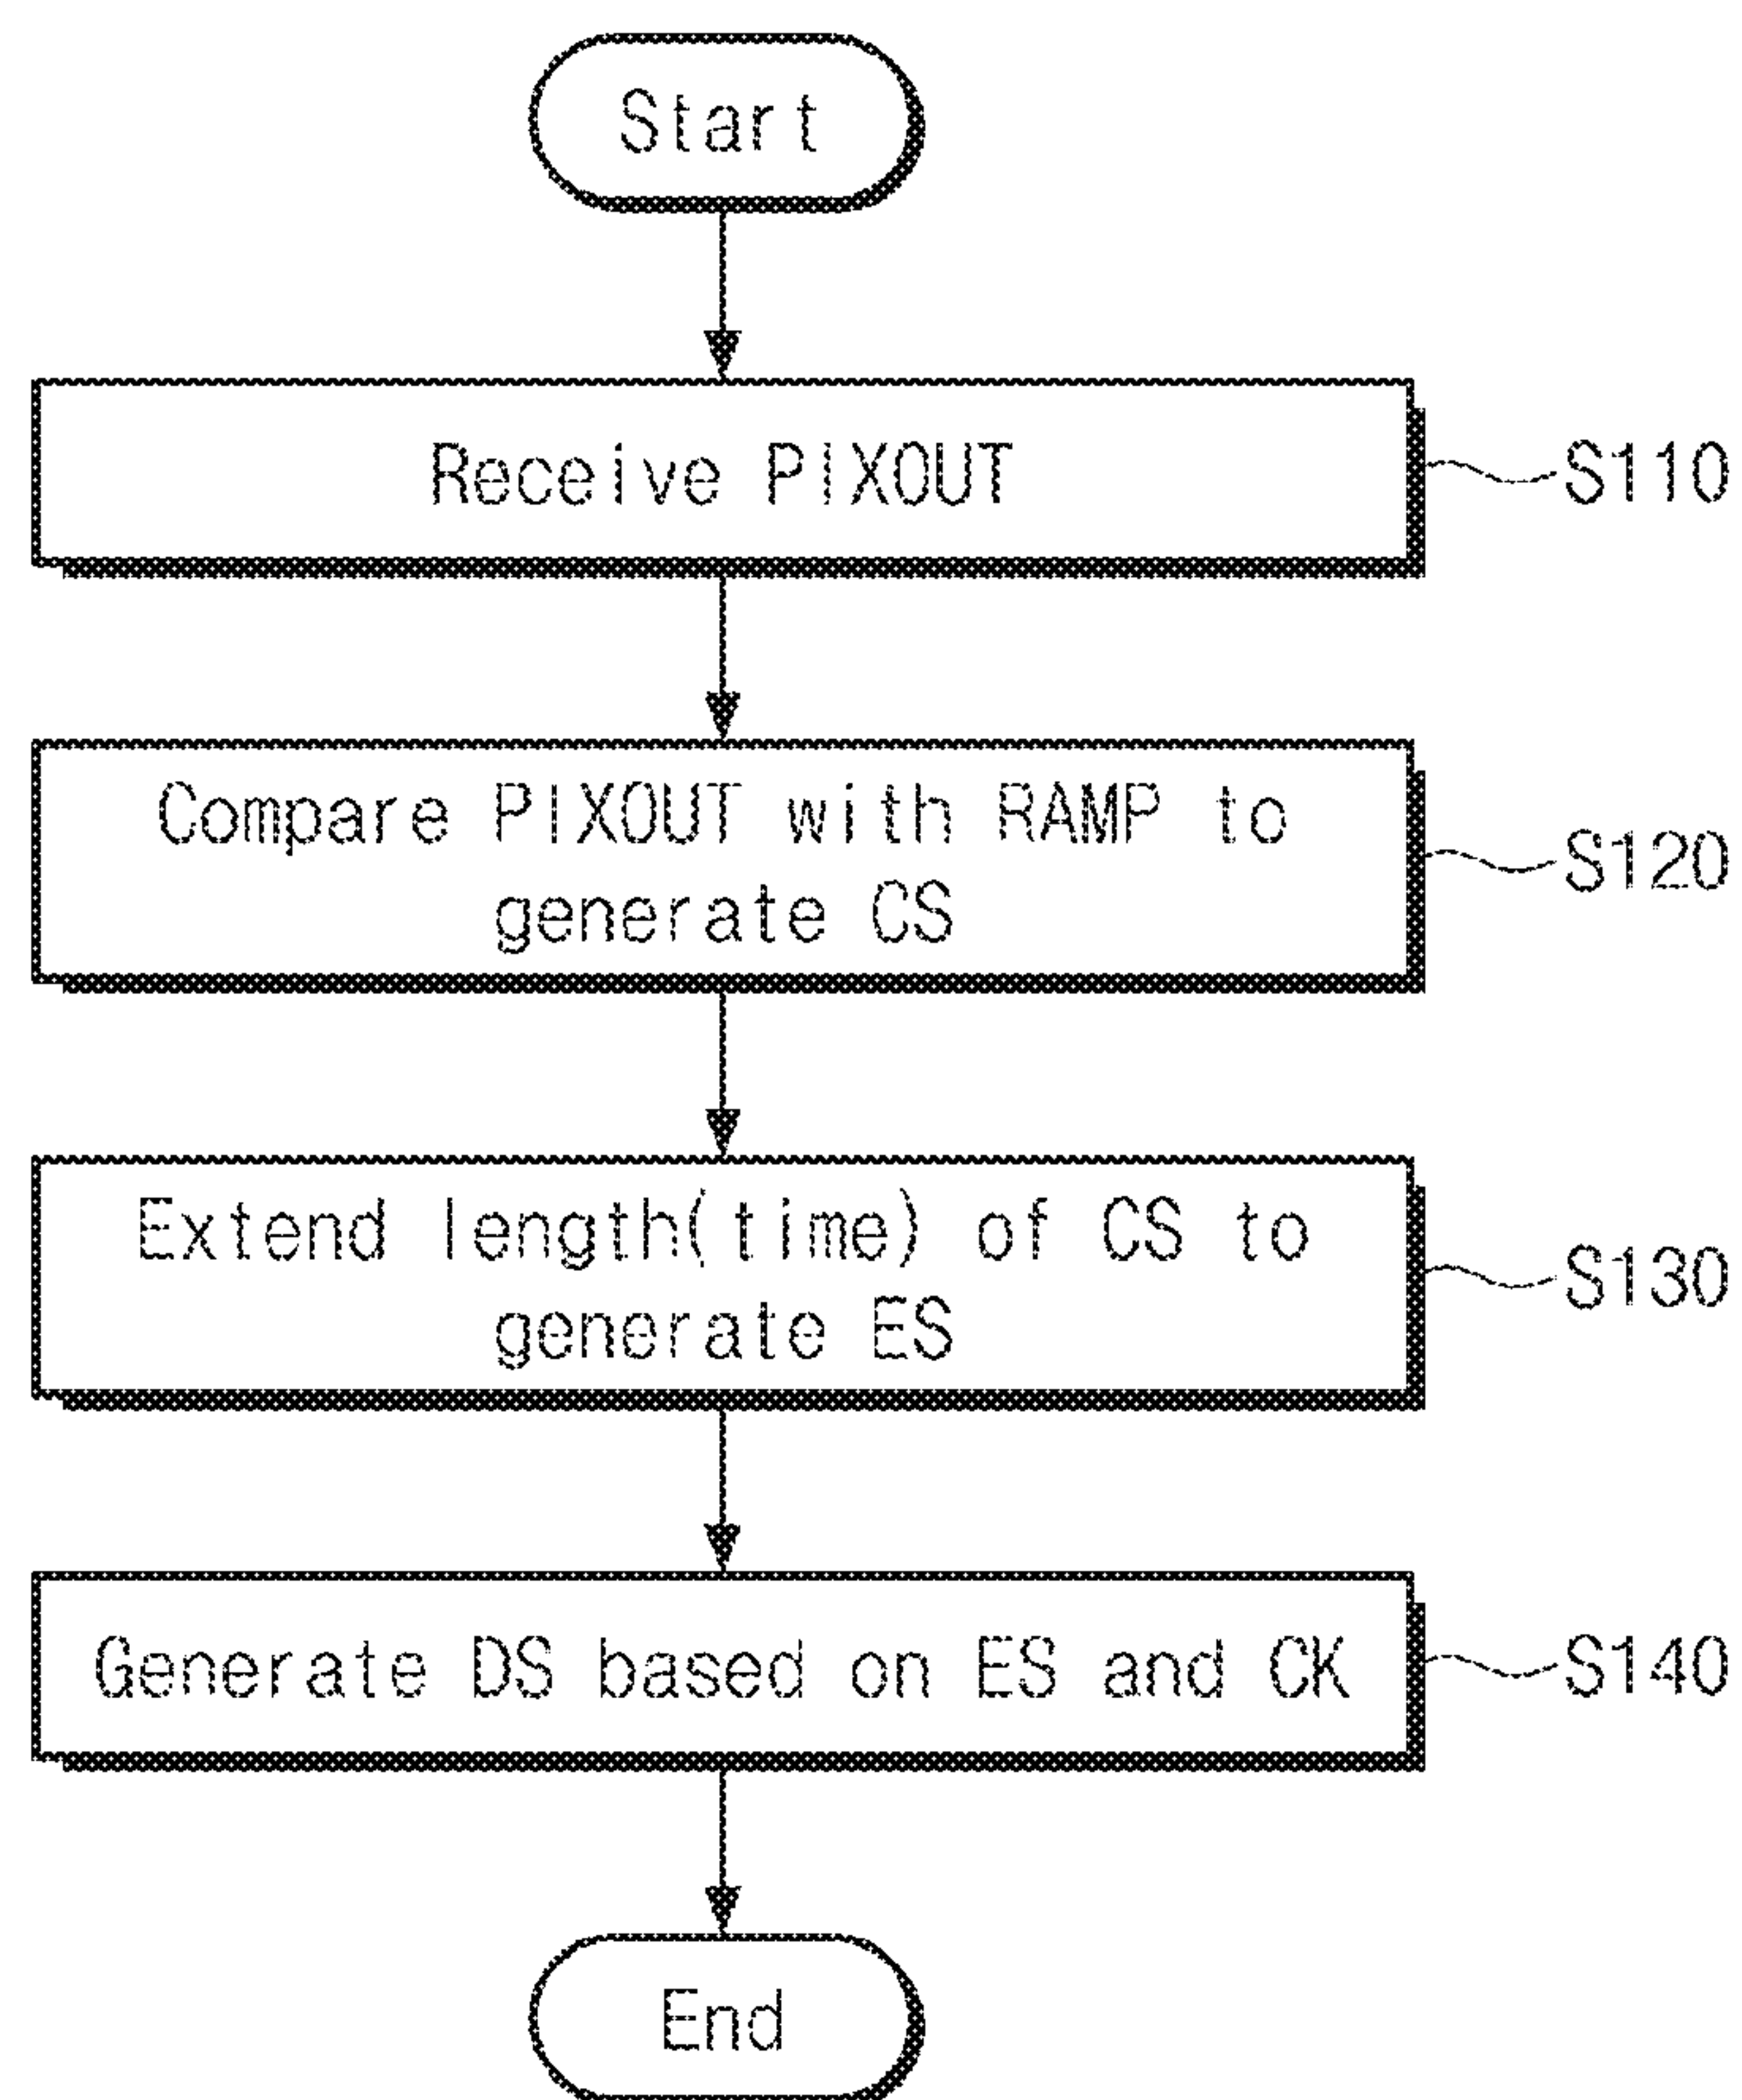 Start
Receive PIXOUT
S110
Compare PIXOUT with RAMP to
generate CS
S120
Extend length(time) of CS to
generate ES
S130
Generate DS based on ES and CK
S140
End